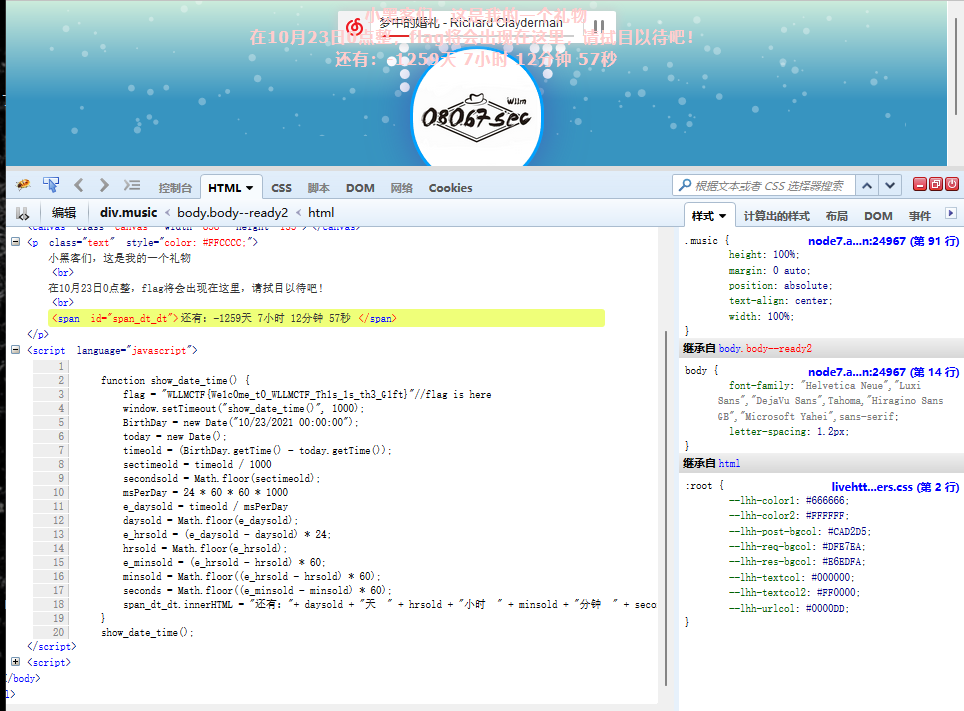 小黑客们，这是我的一个礼物
梦中的婚礼 - Richard Clayderman
在10月23日0点整，flag将会出现在这里，请拭目以待吧！
还有：-1259天 7小时 12分钟 57秒
Wllm
08067sec
控制台 HTML CSS 脚本 DOM 网络 Cookies
根据文本或者 CSS 选择器搜索
编辑 div.music < body.body--ready2 < html
样式 计算出的样式 布局 DOM 事件
<p class="text" style="color: #FFCCCC;">
小黑客们，这是我的一个礼物
<br>
在10月23日0点整，flag将会出现在这里，请拭目以待吧！
<br>
<span id="span_dt_dt">还有：-1259天 7小时 12分钟 57秒 </span>
</p>
<script language="javascript">
1
2 function show_date_time() {
3 flag = "WLLMCTF{We1c0me_t0_WLLMCTF_Th1s_1s_th3_G1ft}"//flag is here
4 window.setTimeout("show_date_time()", 1000);
5 BirthDay = new Date("10/23/2021 00:00:00");
6 today = new Date();
7 timeold = (BirthDay.getTime() - today.getTime());
8 sectimeold = timeold / 1000
9 secondsold = Math.floor(sectimeold);
10 msPerDay = 24 * 60 * 60 * 1000
11 e_daysold = timeold / msPerDay
12 daysold = Math.floor(e_daysold);
13 e_hrsold = (e_daysold - daysold) * 24;
14 hrsold = Math.floor(e_hrsold);
15 e_minsold = (e_hrsold - hrsold) * 60;
16 minsold = Math.floor((e_hrsold - hrsold) * 60);
17 seconds = Math.floor((e_minsold - minsold) * 60);
18 span_dt_dt.innerHTML = "还有："+ daysold + "天 " + hrsold + "小时 " + minsold + "分钟 " + seco
19 }
20 show_date_time();
</script>
<script>
/body>
l>
.music { node7.a...n:24967 (第 91 行)
height: 100%;
margin: 0 auto;
position: absolute;
text-align: center;
width: 100%;
}
继承自 body.body--ready2
body { node7.a...n:24967 (第 14 行)
font-family: "Helvetica Neue","Luxi
Sans","DejaVu Sans",Tahoma,"Hiragino Sans
GB","Microsoft Yahei",sans-serif;
letter-spacing: 1.2px;
}
继承自 html
:root { livehtt...ers.css (第 2 行)
--lhh-color1: #666666;
--lhh-color2: #FFFFFF;
--lhh-post-bgcol: #CAD2D5;
--lhh-req-bgcol: #DFE7EA;
--lhh-res-bgcol: #E6EDFA;
--lhh-textcol: #000000;
--lhh-textcol2: #FF0000;
--lhh-urlcol: #0000DD;
}